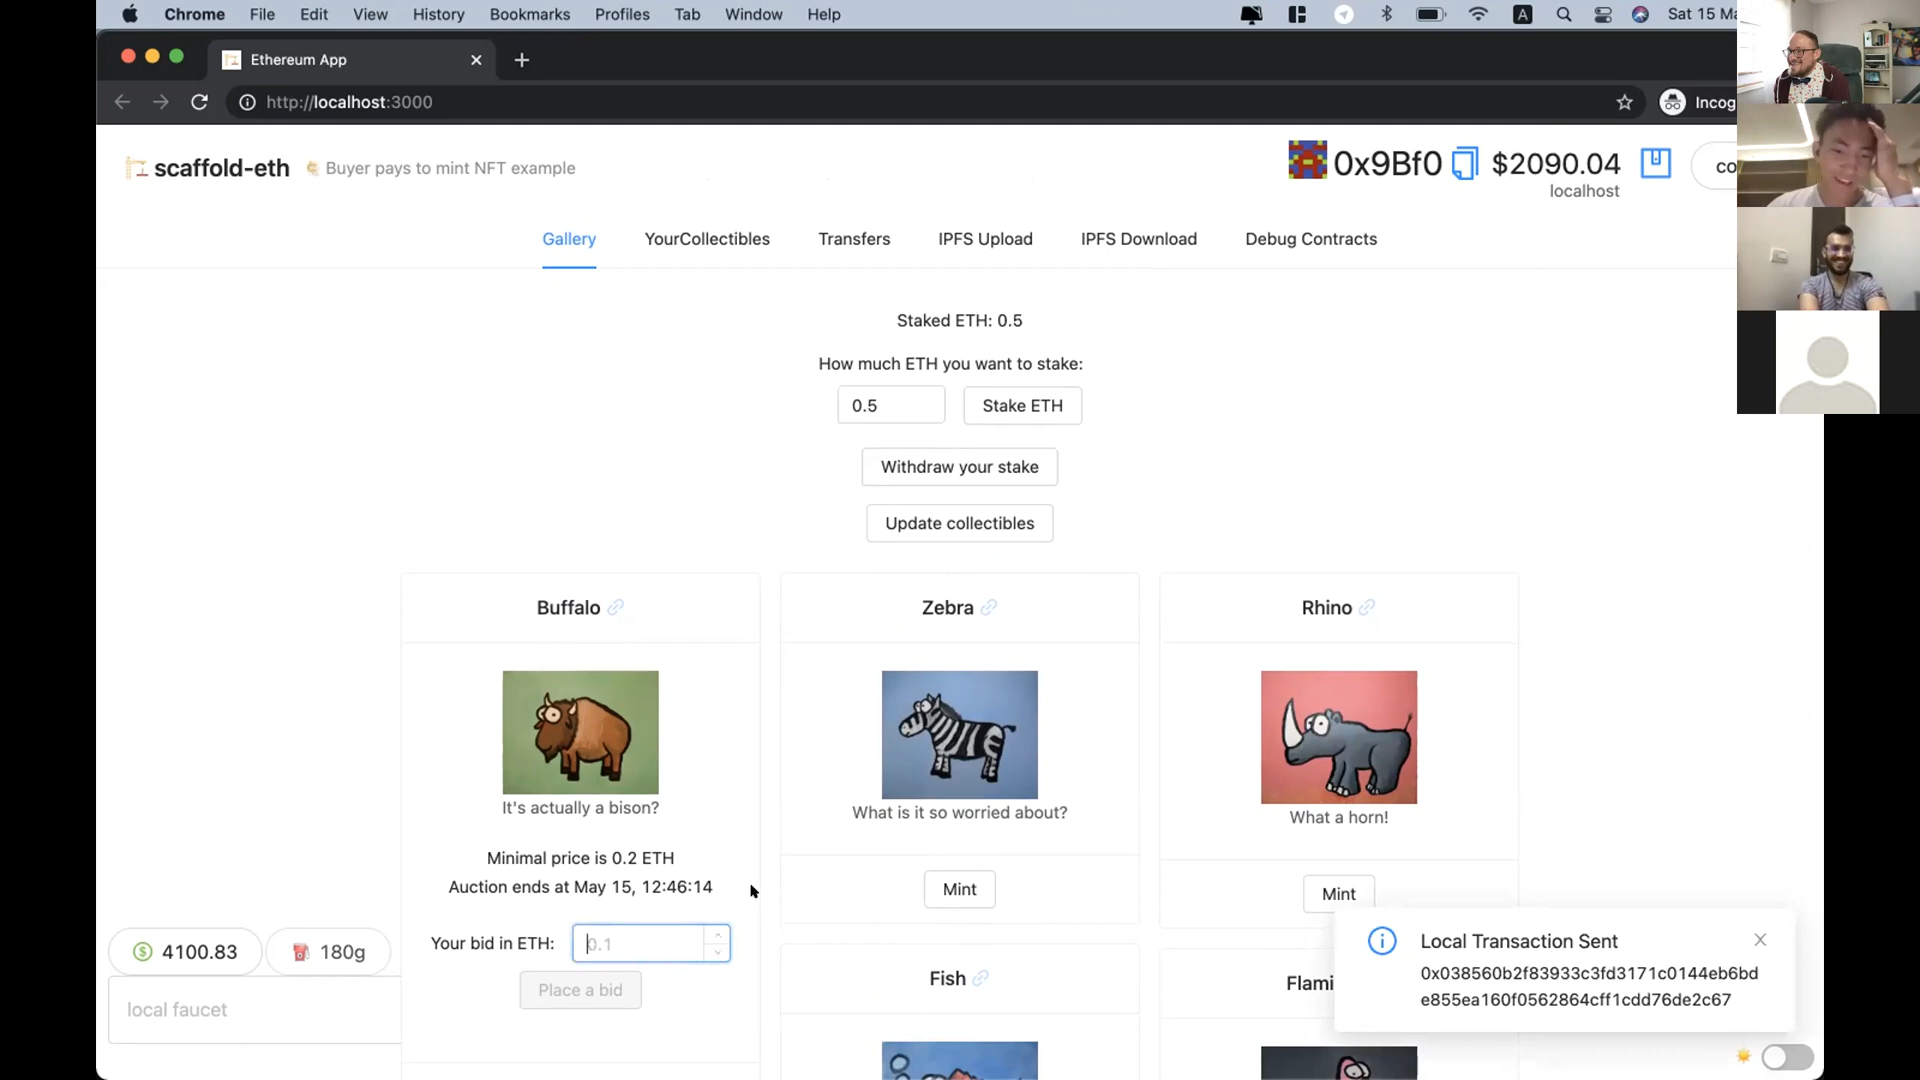 Chrome File Edit View History Bookmarks Profiles Tab Window Help
A
Sat 15
Ethereum App
http://localhost:3000
Incog
scaffold-eth
Buyer pays to mint NFT example
0x9Bf0
$2090.04
localhost
co
Gallery YourCollectibles Transfers IPFS Upload IPFS Download Debug Contracts
Staked ETH: 0.5
How much ETH you want to stake:
0.5
Stake ETH
Withdraw your stake
Update collectibles
Buffalo
It's actually a bison?
Minimal price is 0.2 ETH
Auction ends at May 15, 12:46:14
Your bid in ETH: 0.1
Place a bid
Zebra
What is it so worried about?
Mint
Rhino
What a horn!
Mint
Fish
Flami
4100.83
180g
local faucet
Local Transaction Sent
0x038560b2f83933c3fd3171c0144eb6bd
e855ea160f0562864cff1cdd76de2c67